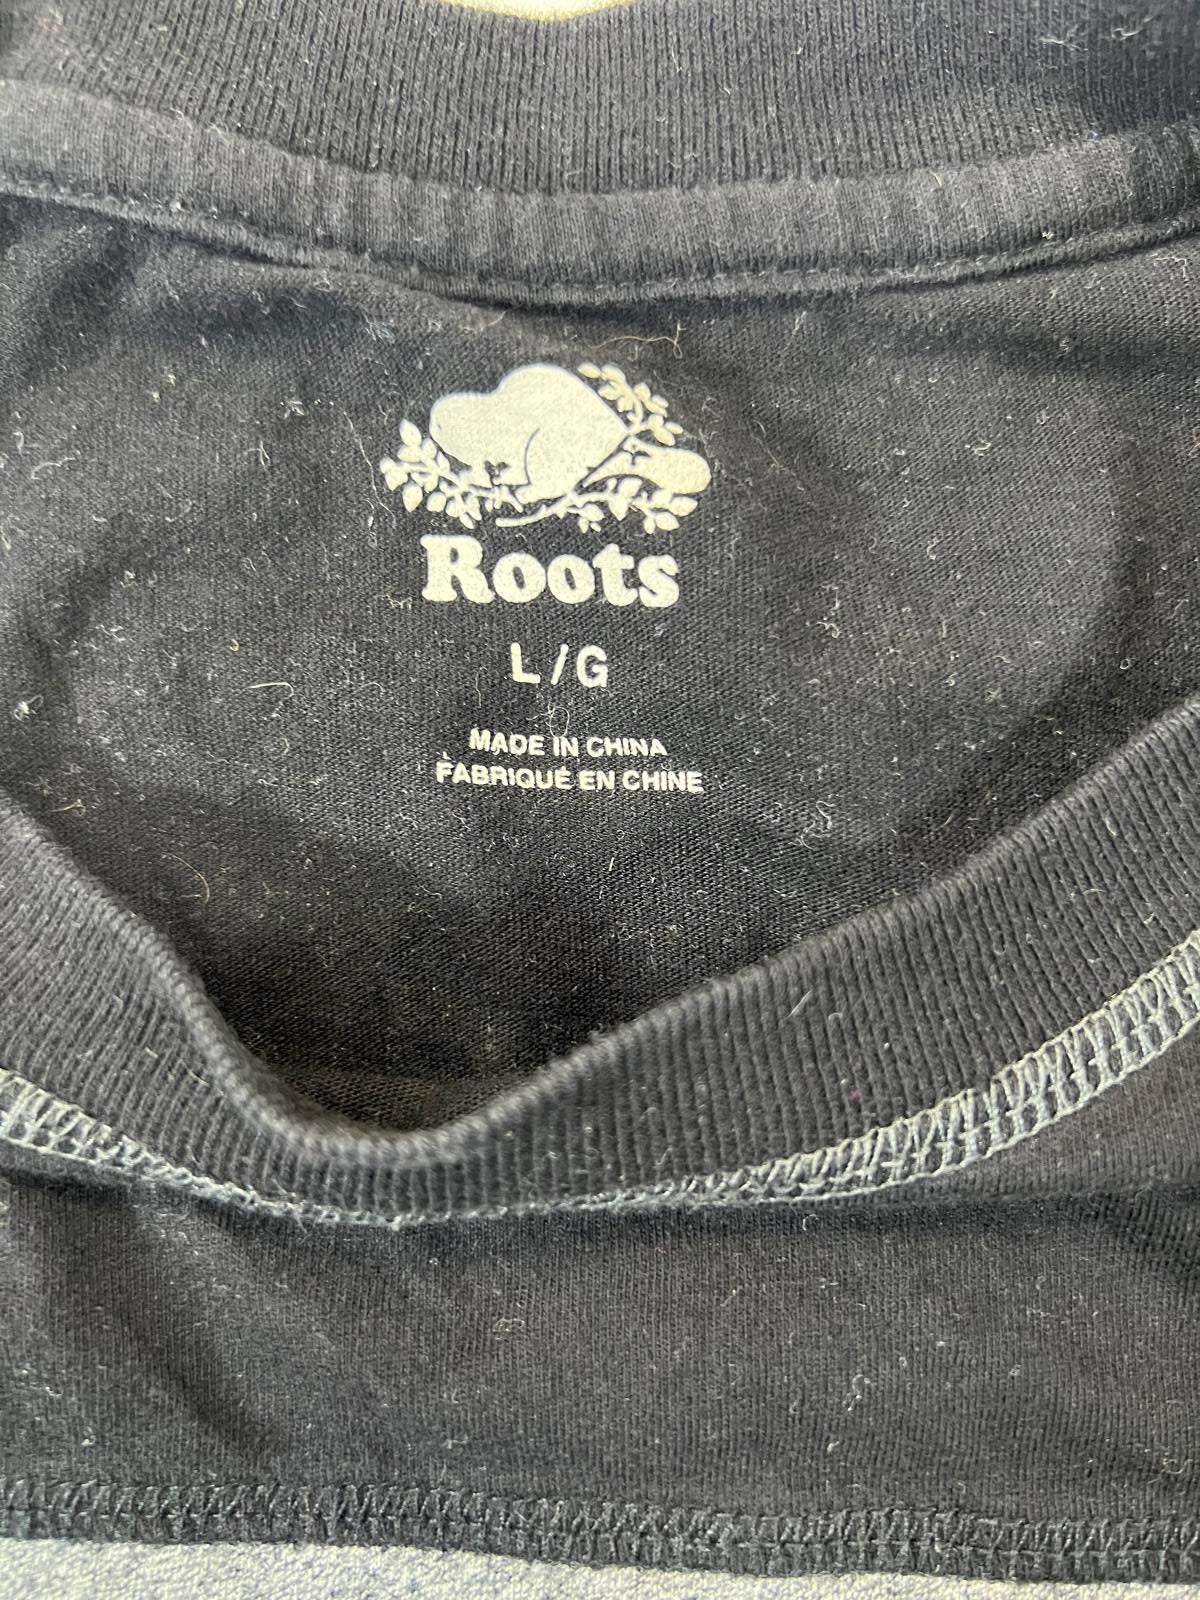 Roots
L/G
MADE IN CHINA
FABRIQUÉ EN CHINE